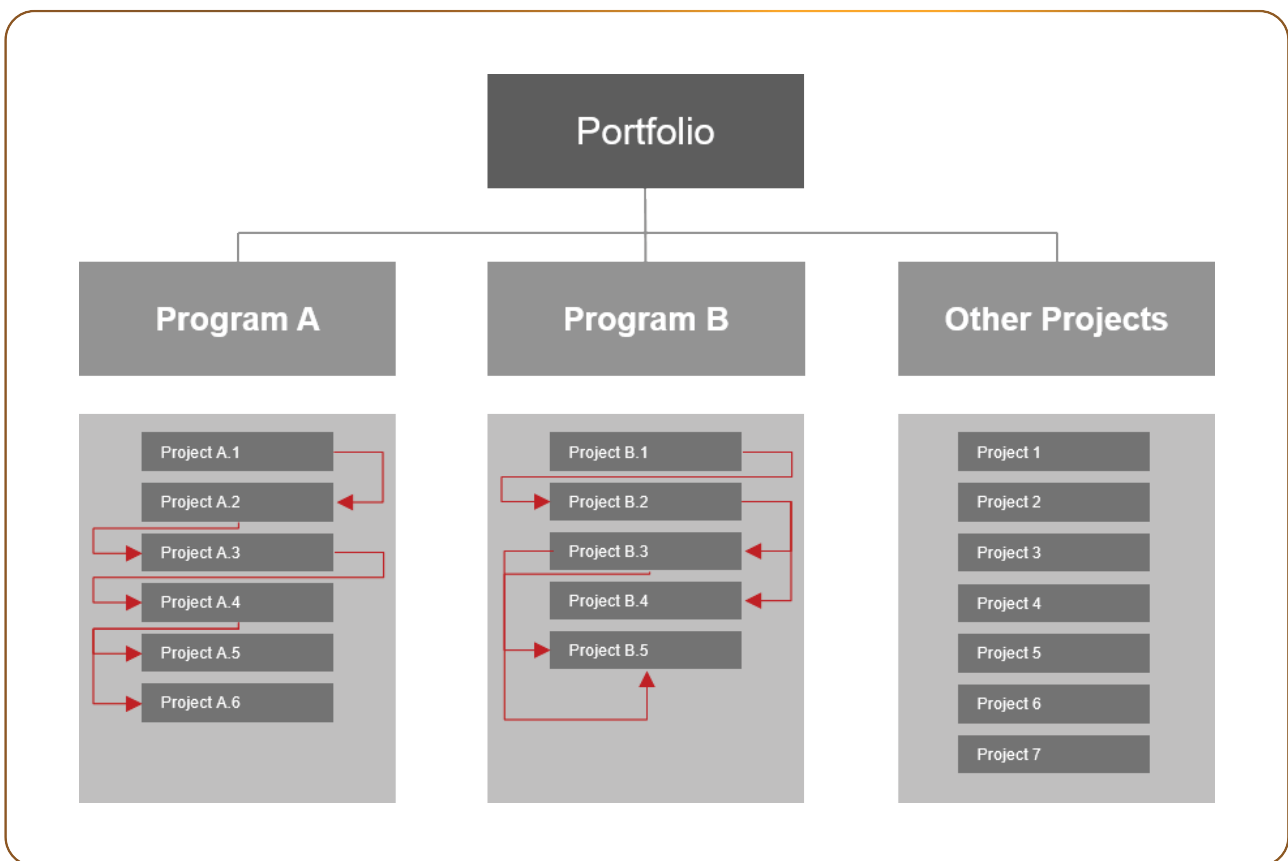 Portfolio
Program A
Program B
Other Projects
Project A.1
Project A.2
Project A.3
Project A.4
Project A.5
Project A.6
Project B.1
Project B.2
Project B.3
Project B.4
Project B.5
Project 1
Project 2
Project 3
Project 4
Project 5
Project 6
Project 7